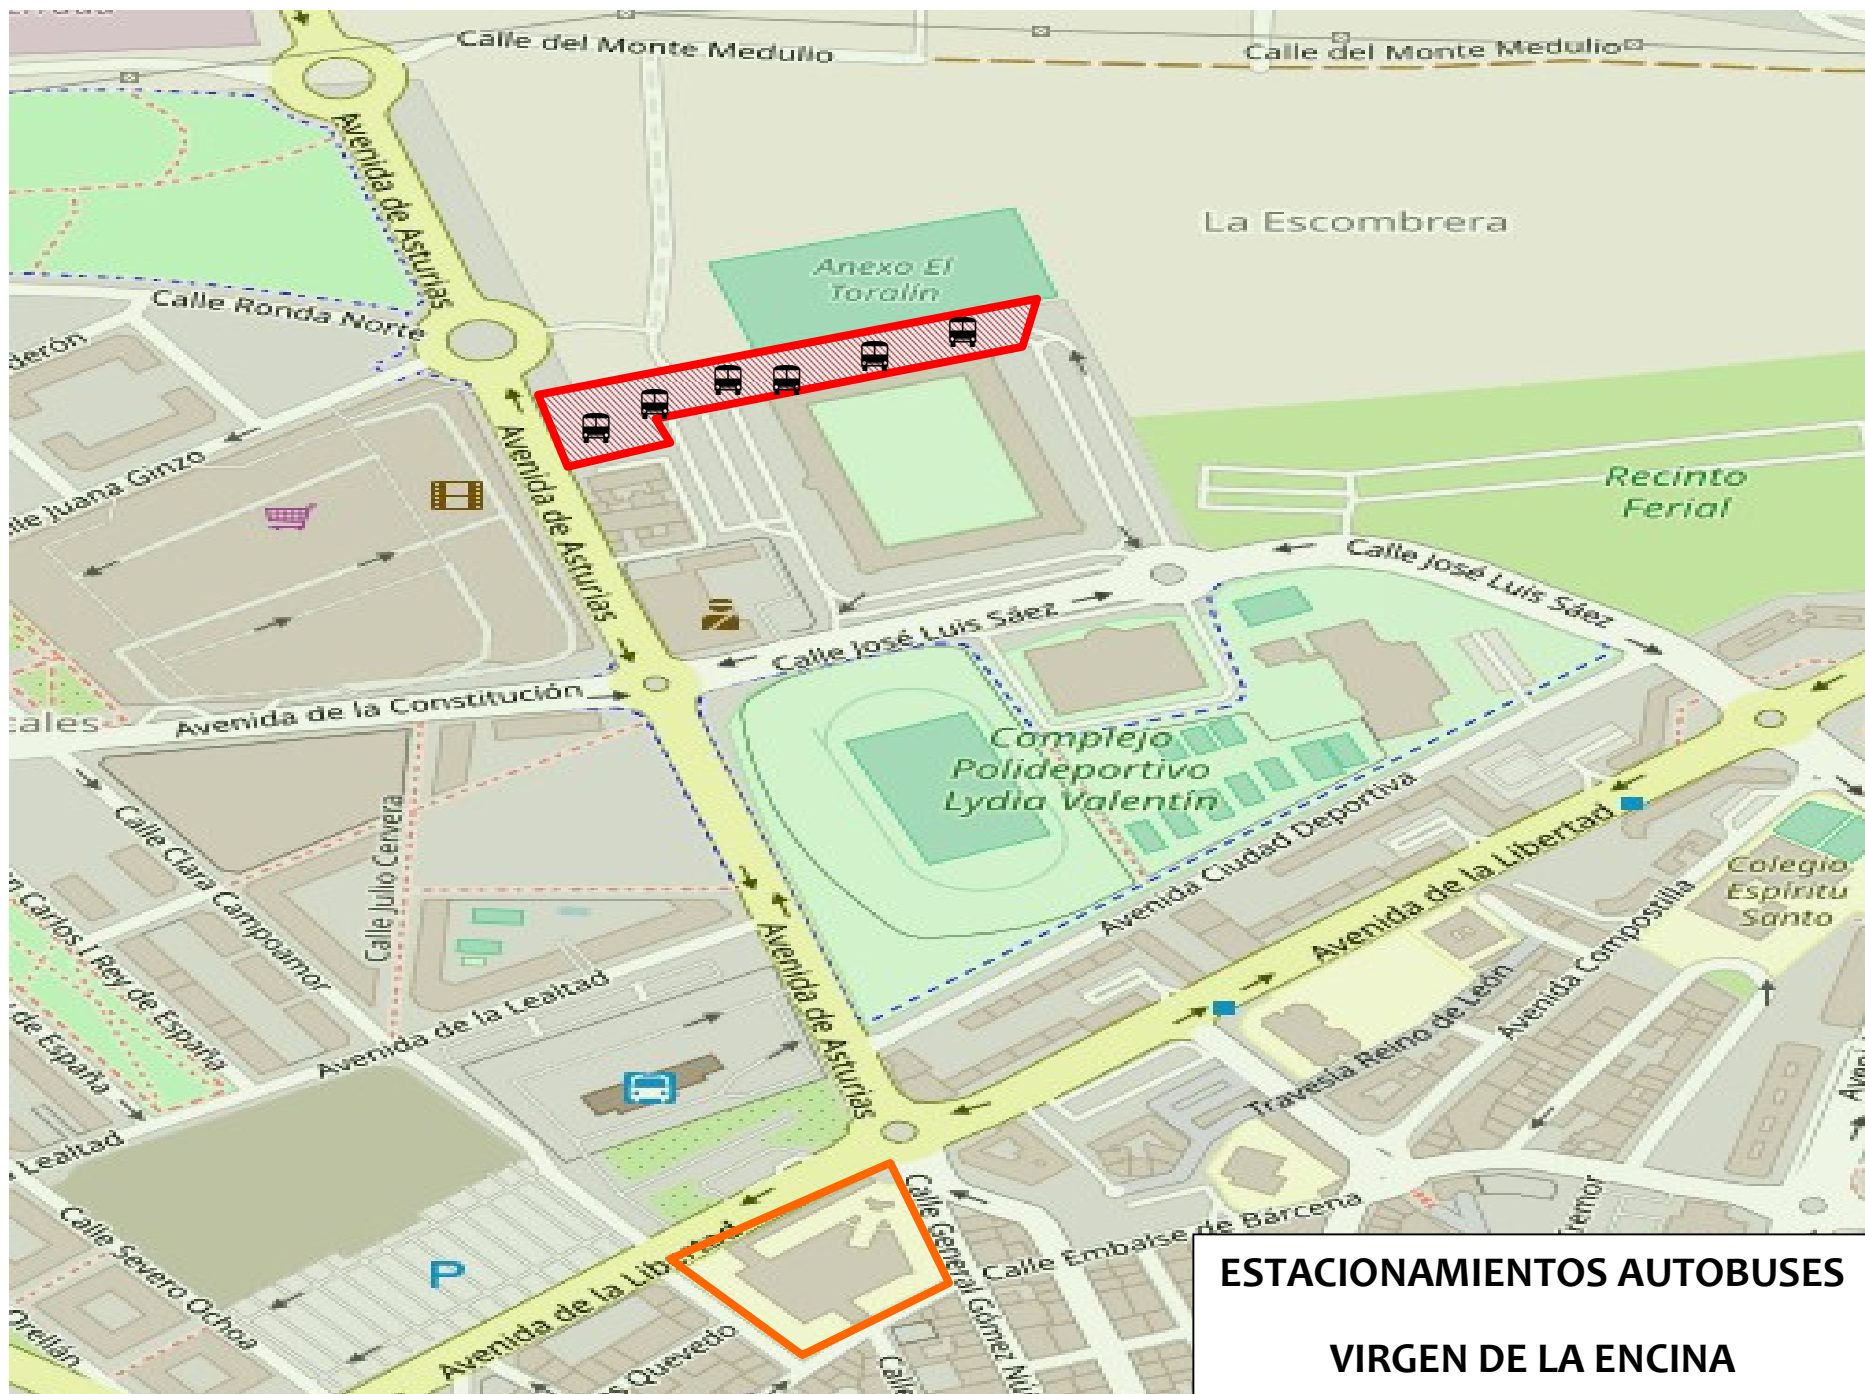 Calle del Monte Medulio
Calle del Monte Medulio
Avenida de Asturias
La Escombrera
Anexo El
Toralín
Calle Ronda Norte
Avenida de Asturias
Recinto
Ferial
Calle José Luis Sáez
Calle José Luis Sáez
Avenida de la Constitución
Complejo
Polideportivo
Lydia Valentín
Calle Clara Campoamor
Calle Julio Cervera
Avenida Ciudad Deportiva
Avenida de la Libertad
Colegio
Espíritu
Santo
Avenida Compostilla
Travesía Reino de León
Avenida de Asturias
Avenida de la Lealtad
Carlos I Rey de España
de España
Lealtad
Calle Severo Ochoa
Orellán
P
Avenida de la Libertad
Quevedo
Calle General Gómez
Calle Embalse de Bárcena
Calle
ESTACIONAMIENTOS AUTOBUSES
VIRGEN DE LA ENCINA